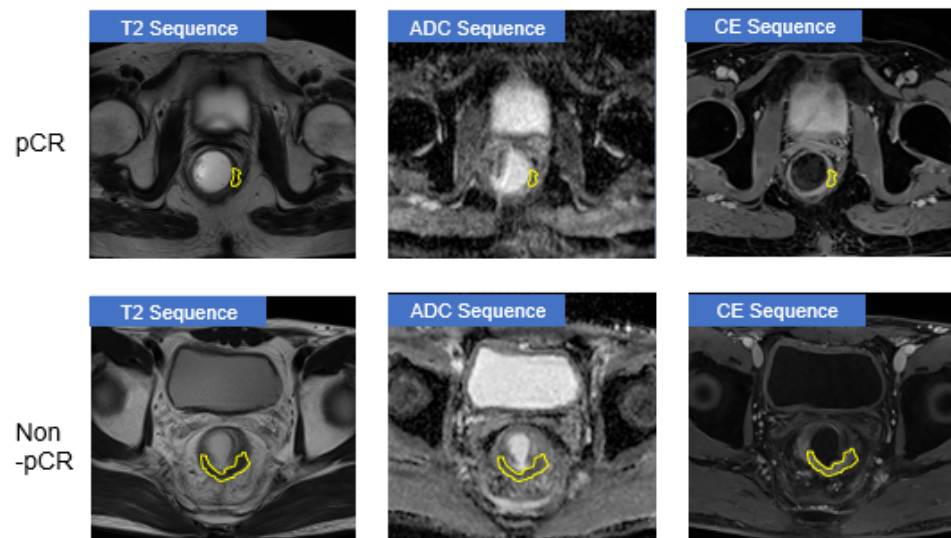 T2 Sequence
ADC Sequence
CE Sequence
pCR
T2 Sequence
ADC Sequence
CE Sequence
Non
-pCR